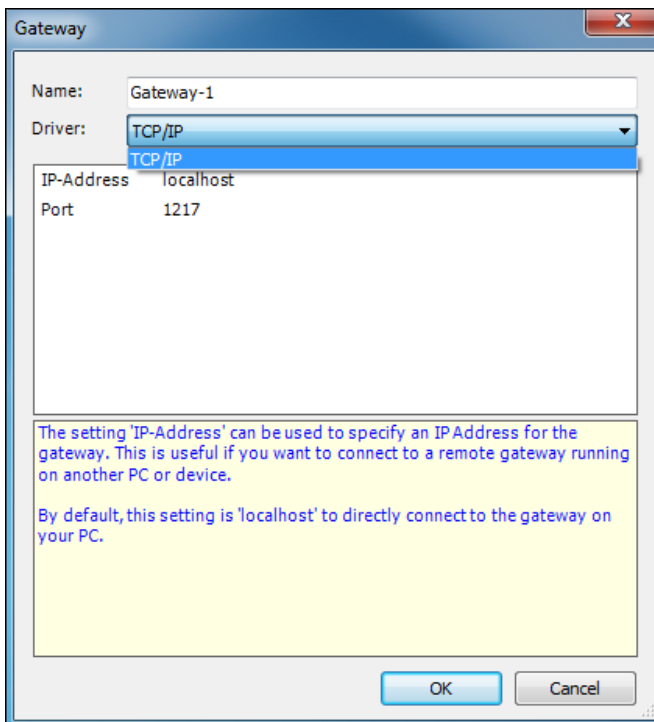 Gateway
Name: Gateway-1
Driver: TCP/IP
TCP/IP
IP-Address localhost
Port 1217
The setting 'IP-Address' can be used to specify an IP Address for the
gateway. This is useful if you want to connect to a remote gateway running
on another PC or device.
By default, this setting is 'localhost' to directly connect to the gateway on
your PC.
OK Cancel